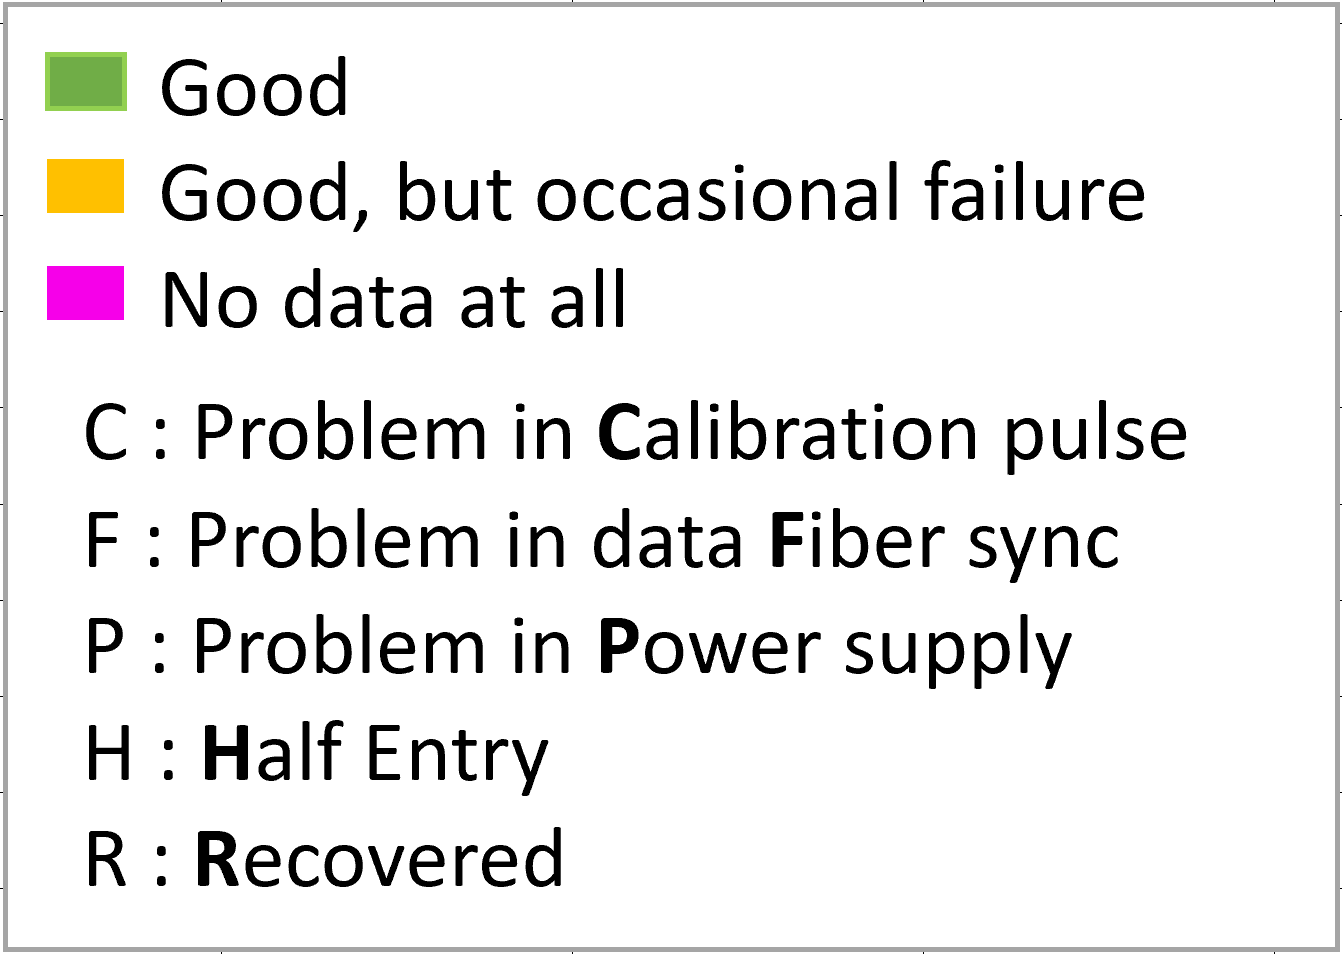 Good
Good, but occasional failure
No data at all
C : Problem in Calibration pulse
F : Problem in data Fiber sync
P : Problem in Power supply
H : Half Entry
R : Recovered